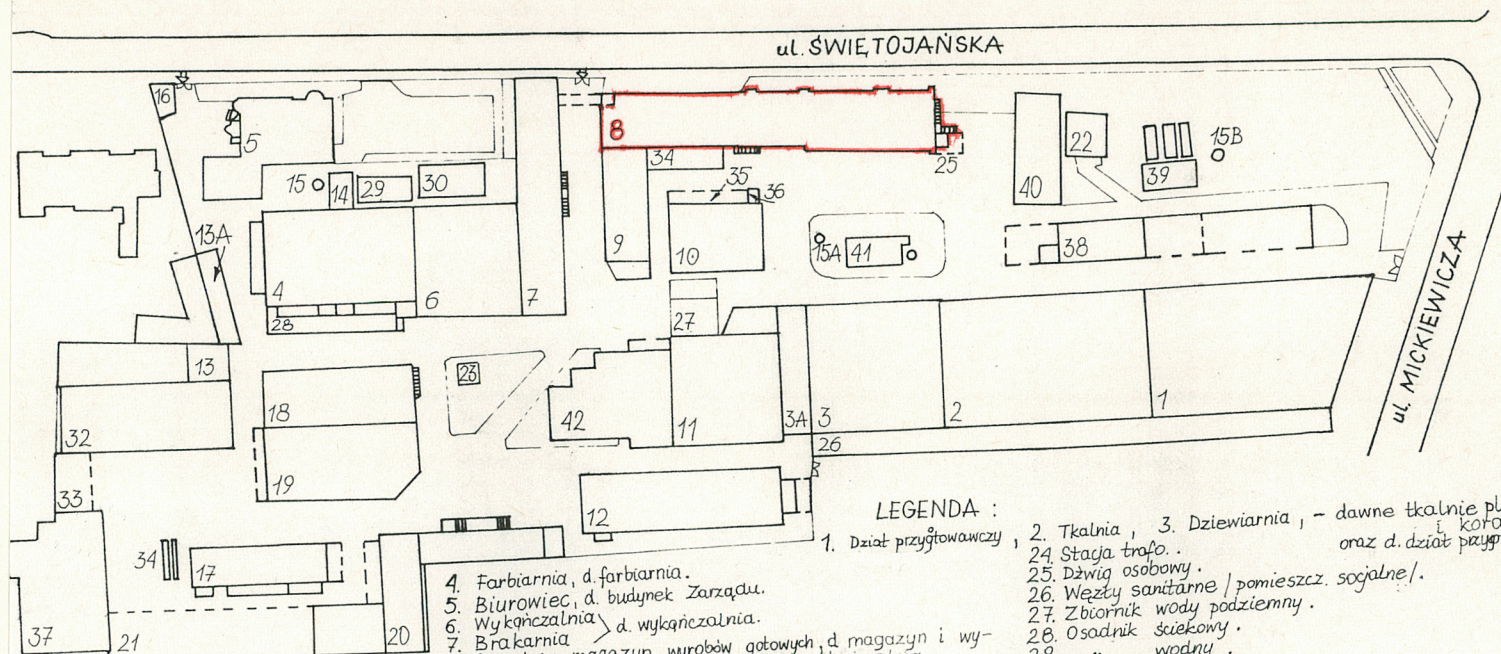 ul. ŚWIĘTOJAŃSKA
16
5
8
34
25
22
15B
39
40
15
14
29
30
35
36
13A
9
10
15A
41
38
4
6
7
28
27
ul. MICKIEWICZA
13
23
18
42
11
3A
3
2
1
32
26
19
33
12
34
17
37
21
20
LEGENDA :
1. Dział przygotowawczy , 2. Tkalnia , 3. Dziewiarnia , - dawne tkalnie
i
oraz d. dział
4. Farbiarnia, d. farbiarnia.
5. Biurowiec, d. budynek Zarządu.
6. Wykończalnia
7. Brakarnia
d. wykończalnia.
magazyn wyrobów gotowych, d. magazyn i wy-
24. Stacja trafo..
25. Dźwig osobowy.
26. Węzły sanitarne /pomieszcz. socjalne/.
27. Zbiornik wody podziemny.
28. Osadnik ściekowy.
wodny